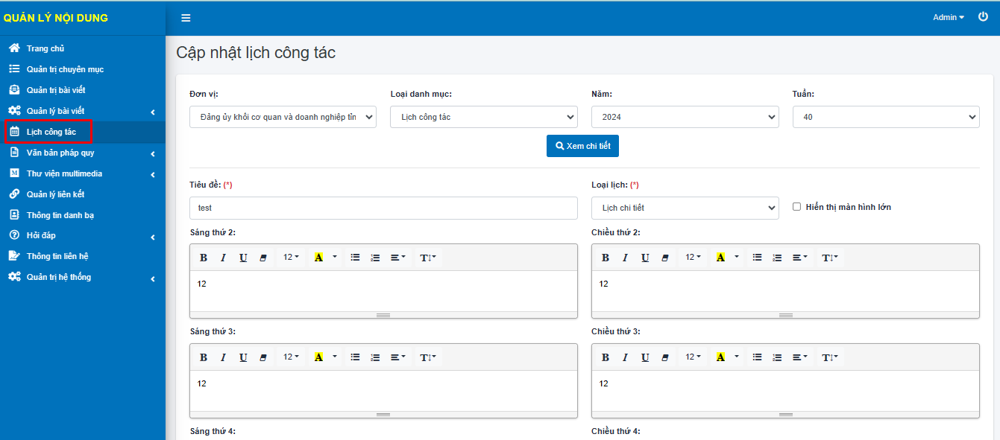 QUẢN LÝ NỘI DUNG
Admin
Trang chủ
Quản trị chuyên mục
Quản trị bài viết
Quản lý bài viết
Lịch công tác
Văn bản pháp quy
Thư viện multimedia
Quản lý liên kết
Thông tin danh bạ
Hỏi đáp
Thông tin liên hệ
Quản trị hệ thống
Cập nhật lịch công tác
Đơn vị: Loại danh mục: Năm: Tuần:
Đảng ủy khối cơ quan và doanh nghiệp tỉn Lịch công tác 2024 40
Xem chi tiết
Tiêu đề: (*) Loại lịch: (*)
test Lịch chi tiết Hiển thị màn hình lớn
Sáng thứ 2: Chiều thứ 2:
B I U 12 A T B I U 12 A T
12 12
Sáng thứ 3: Chiều thứ 3:
B I U 12 A T B I U 12 A T
12 12
Sáng thứ 4: Chiều thứ 4: